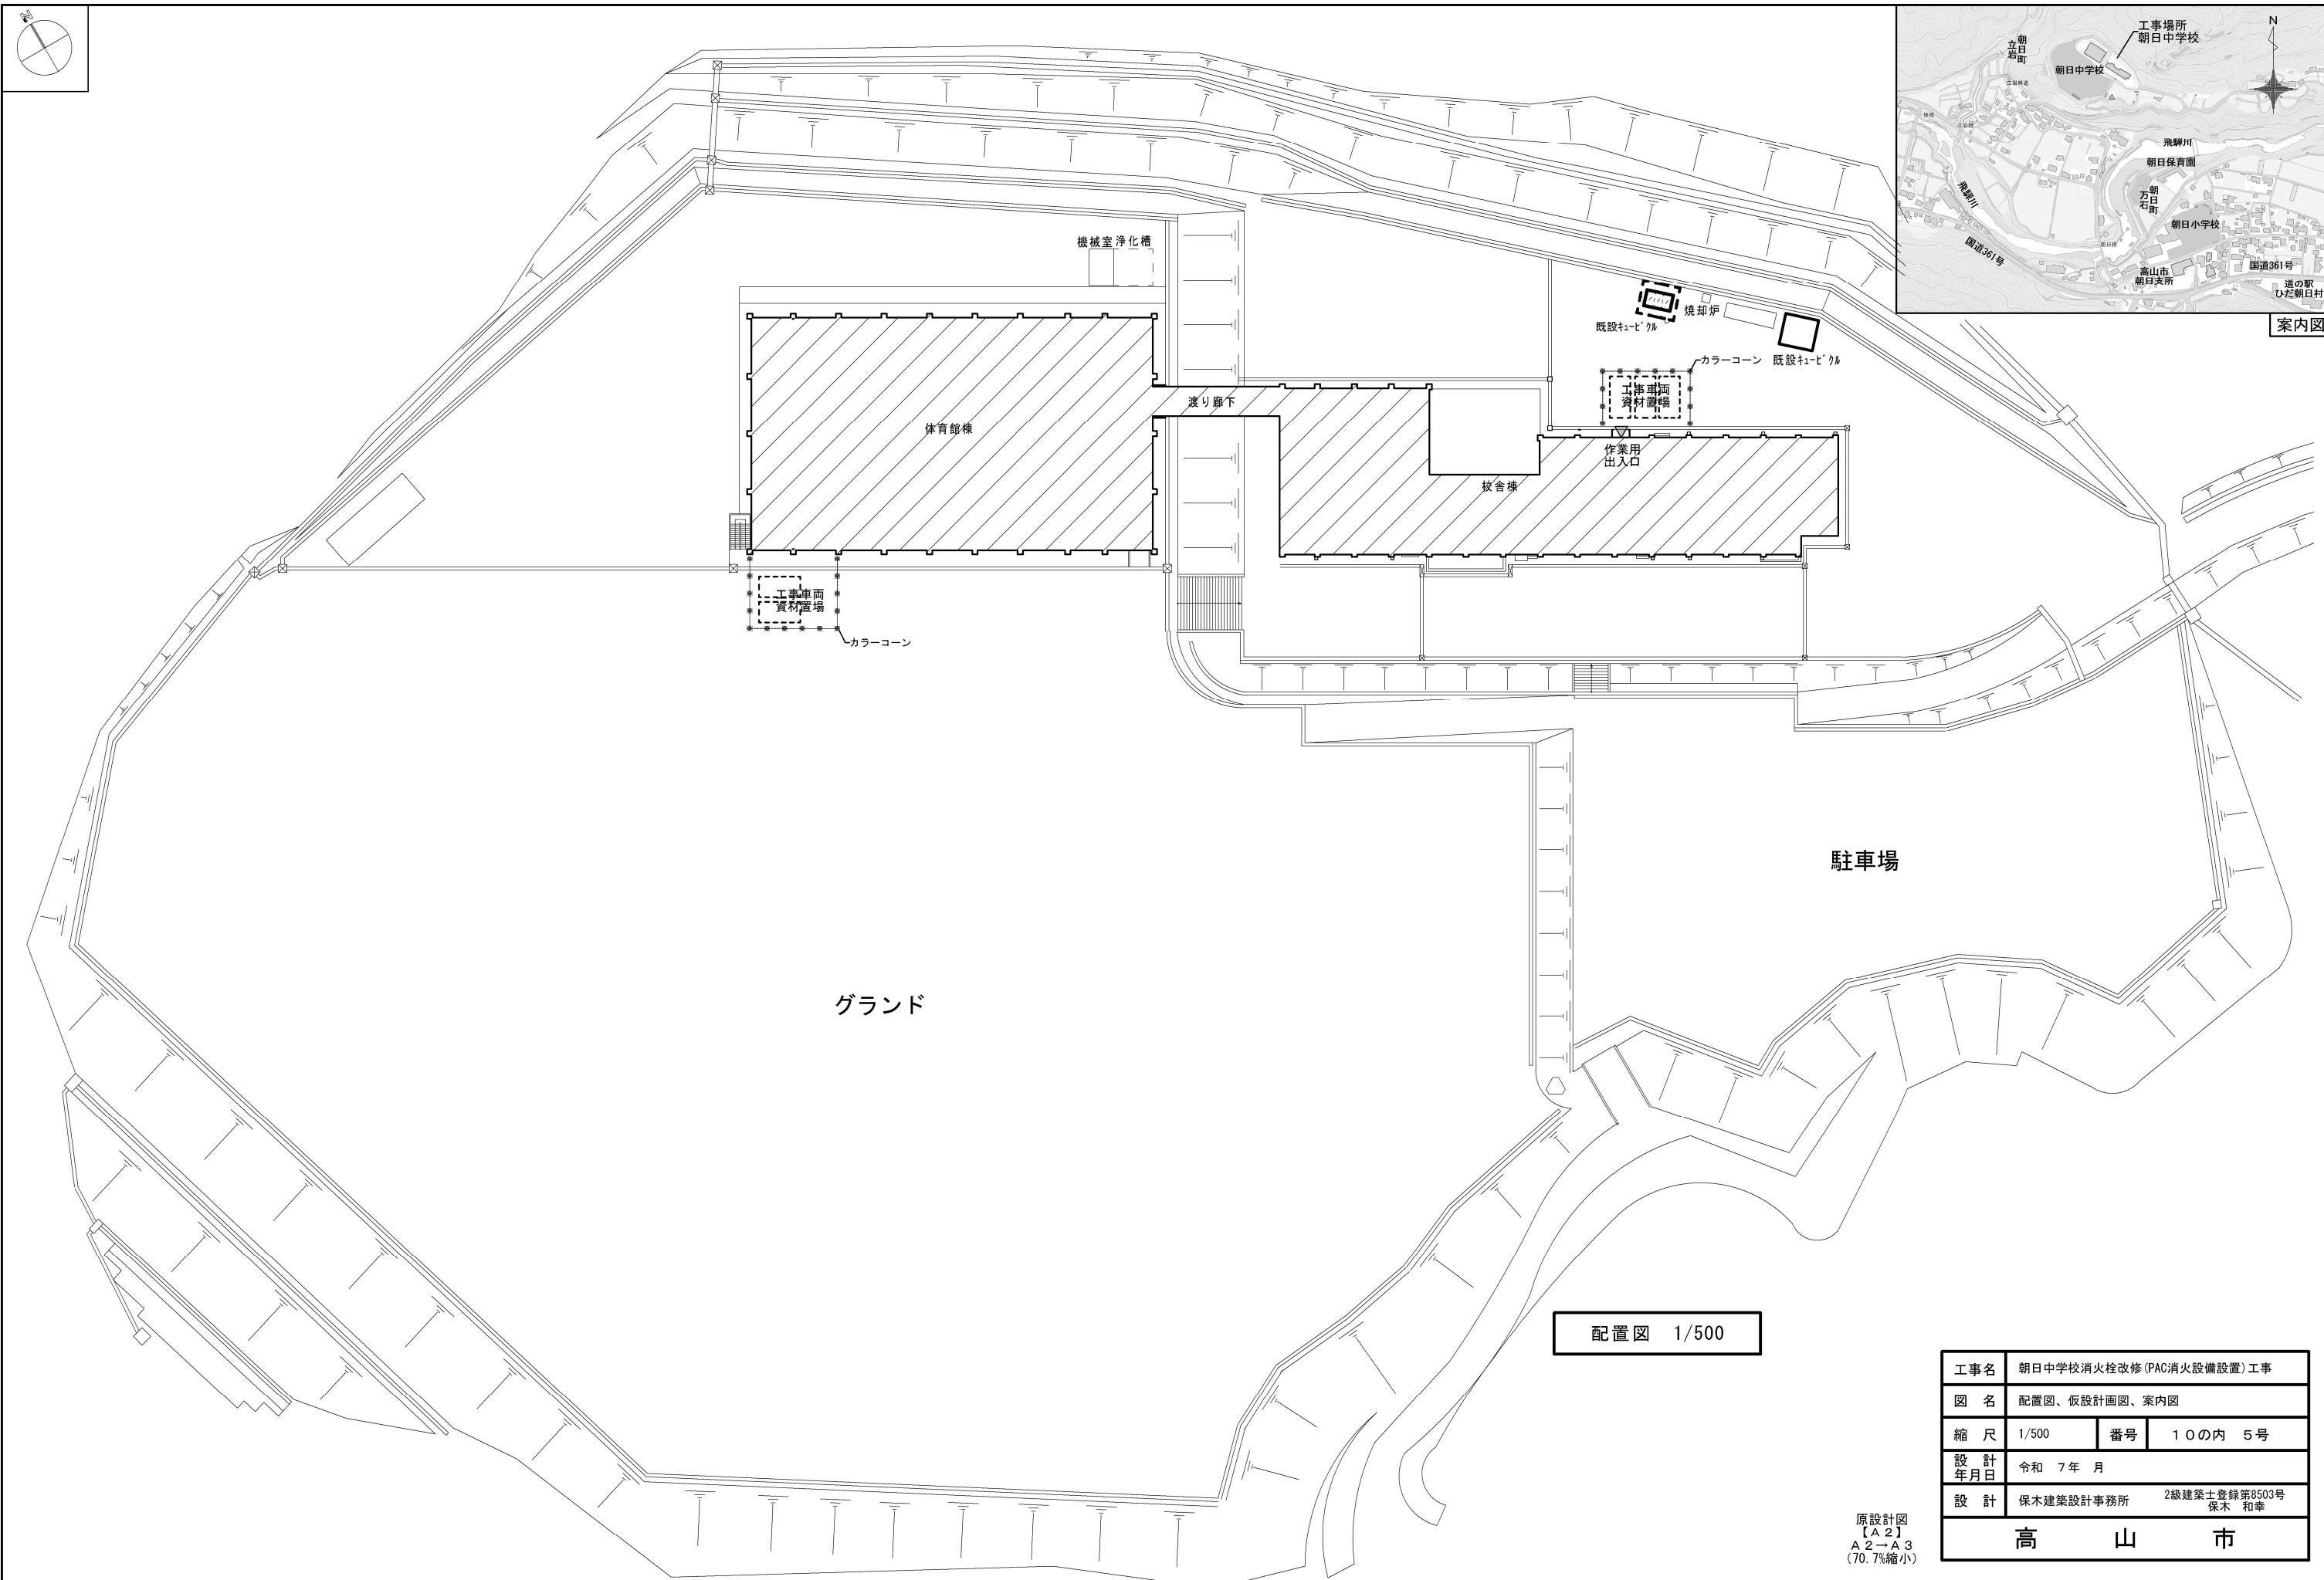 N
工事場所
朝日中学校
N
朝日町
立岩
朝日中学校
飛騨川
朝日保育園
飛騨川
朝日町
万石
朝日小学校
国道361号
高山市
朝日支所
国道361号
道の駅
ひだ朝日村
案内図
機械室
浄化槽
焼却炉
既設キュービクル
カラーコーン
既設キュービクル
工事車両
資材置場
渡り廊下
体育館棟
作業用
出入口
校舎棟
工事車両
資材置場
カラーコーン
駐車場
グランド
配置図 1/500
工事名 朝日中学校消火栓改修(PAC消火設備設置)工事
図 名 配置図、仮設計画図、案内図
縮 尺 1/500 番号 10の内 5号
設 計
年月日 令和 7年 月
設 計 保木建築設計事務所 2級建築士登録第8503号
保木 和幸
高 山 市
原設計図
【A2】
A2→A3
(70.7%縮小)